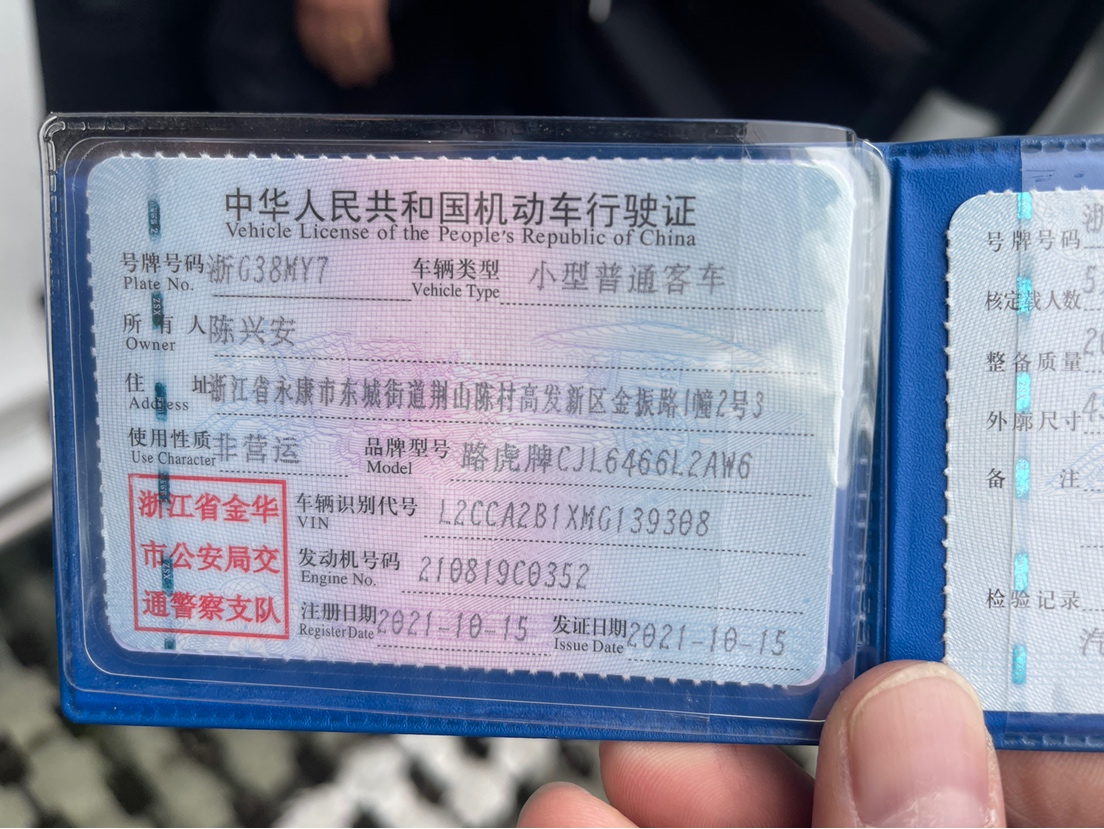 中华人民共和国机动车行驶证
Vehicle License of the People's Republic of China
号牌号码 浙G38MY7 车辆类型 小型普通客车
Plate No. Vehicle Type
所有人 陈兴安
Owner
住址 浙江省永康市东城街道荆山陈村高发新区金振路1幢2号3
Address
使用性质 非营运 品牌型号 路虎牌CJL6466L2AW6
Use Character Model
浙江省金华
市公安局交
通警察支队
车辆识别代号 L2CCA2B1XMG139308
VIN
发动机号码 210819C0352
Engine No.
注册日期 2021-10-15 发证日期 2021-10-15
Register Date Issue Date
号牌号码 浙
核定载人数 5
整备质量 20
外廓尺寸
备注
检验记录
汽